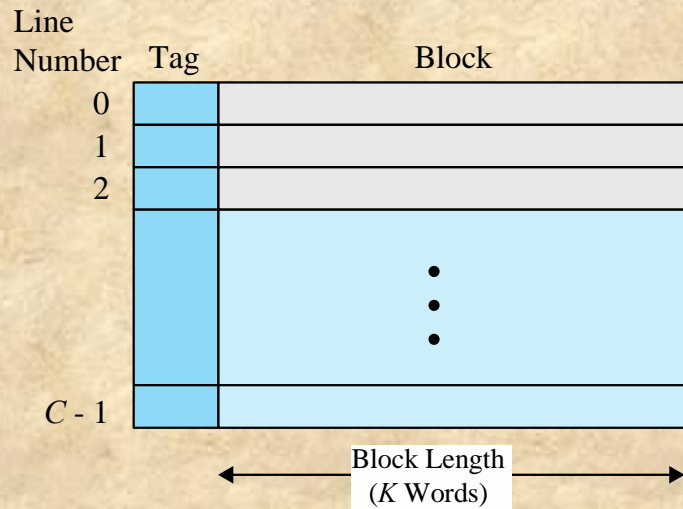 Line
Number Tag Block
0
1
2
C - 1
Block Length
(K Words)